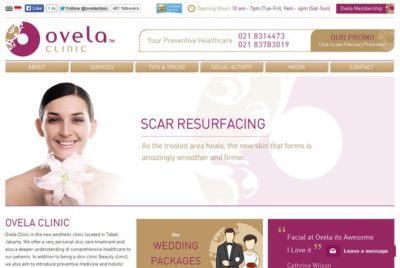 Like 1
Follow @ovelaclinic
401 followers
Opening Hours: 10 am - 7pm (Tue-Fri), 9am - 4pm (Sat-Sun)
Ovela Membership
ovela™
CLINIC
Your Preventive Healthcare
021 8314473
021 83783019
OUR PROMO
Click to see February Promotion
ABOUT
SERVICES
TIPS & TRICKS
SOCIAL ACTIVITY
MEDIA
CONTACT
SCAR RESURFACING
As the treated area heals, the new skin that forms is
amazingly smoother and firmer.
OVELA CLINIC
Ovela Clinic is the new aesthetic clinic located in Tebet,
Jakarta. We offer a very personal skin care treatment and
also a deeper understanding of comprehensive healthcare to
our patients. In addition to being a skin clinic (beauty clinic),
we also aim to introduce preventive medicine and holistic
Our
WEDDING
PACKAGES
Facial at Ovela its Awesome
I Love it
Cathrine Wilson
Leave a message